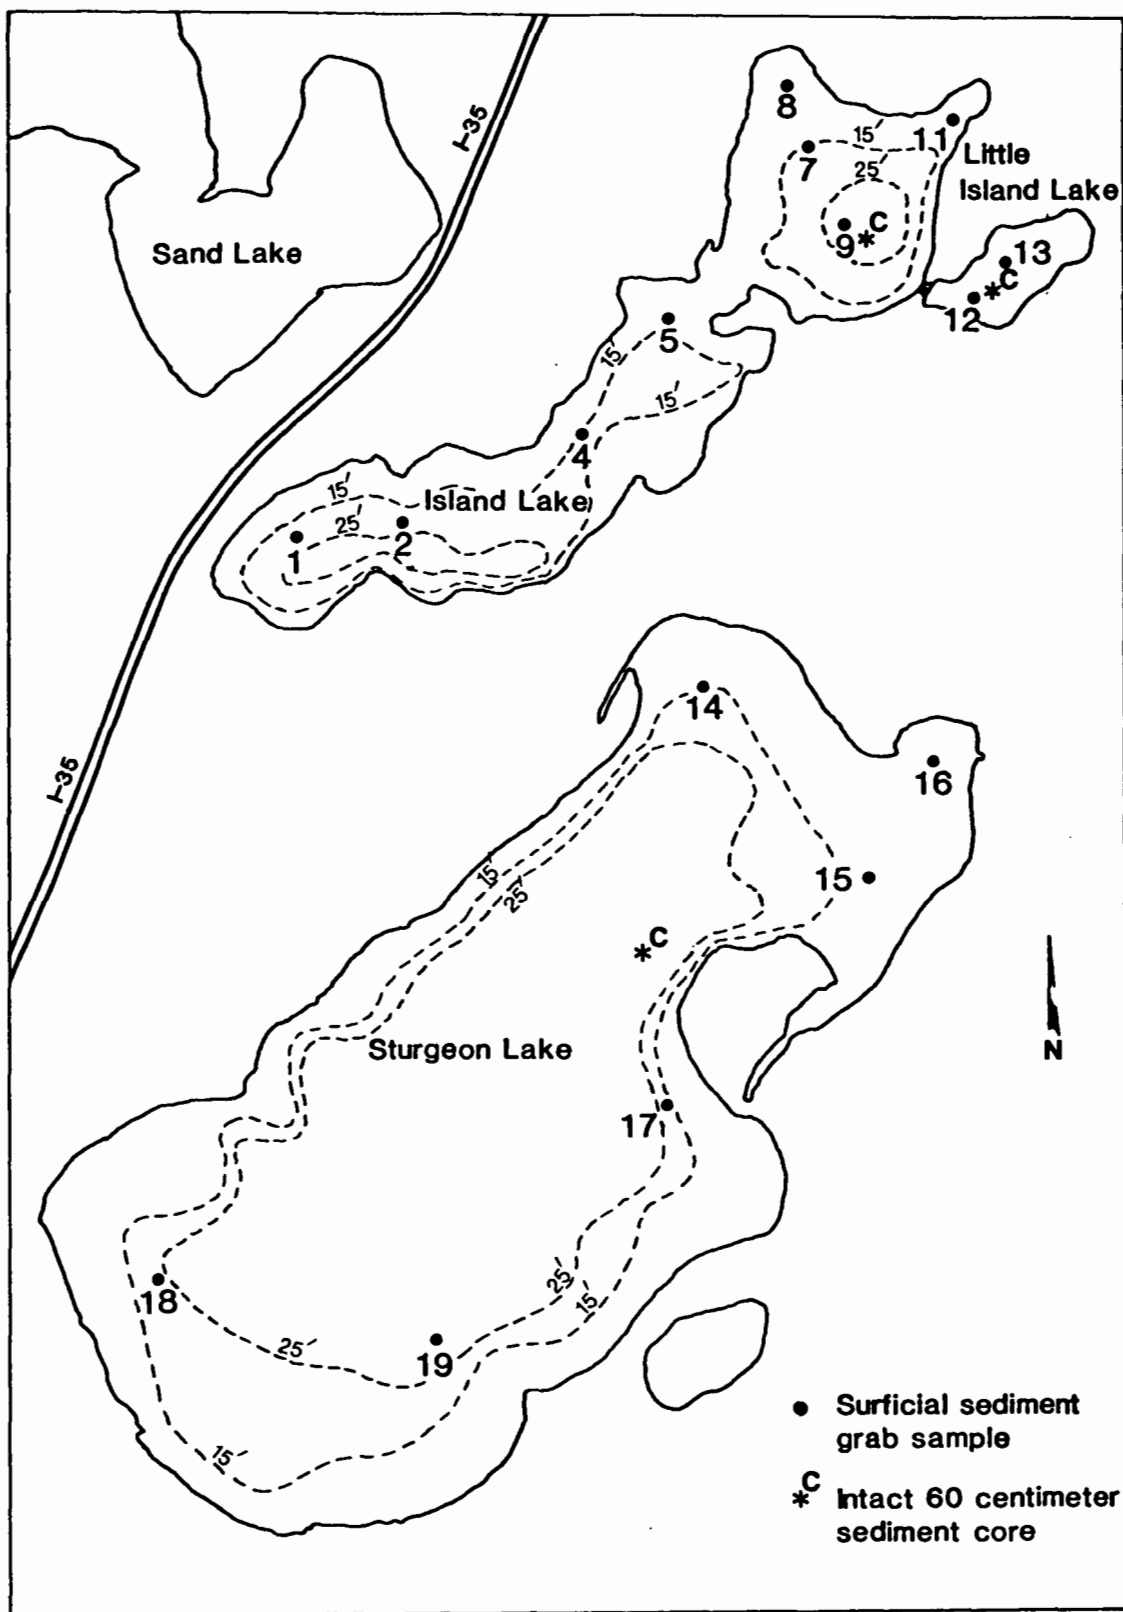 I-35
8
15'
11
7
Little
25'
Island Lake
Sand Lake
C
9
13
C
12
5
15'
15'
4
15'
Island Lake
25'
2
1
14
16
I-35
15'
25'
15
C
Sturgeon Lake
N
17
25'
18
15'
25'
19
Surficial sediment
grab sample
15'
C
Intact 60 centimeter
sediment core